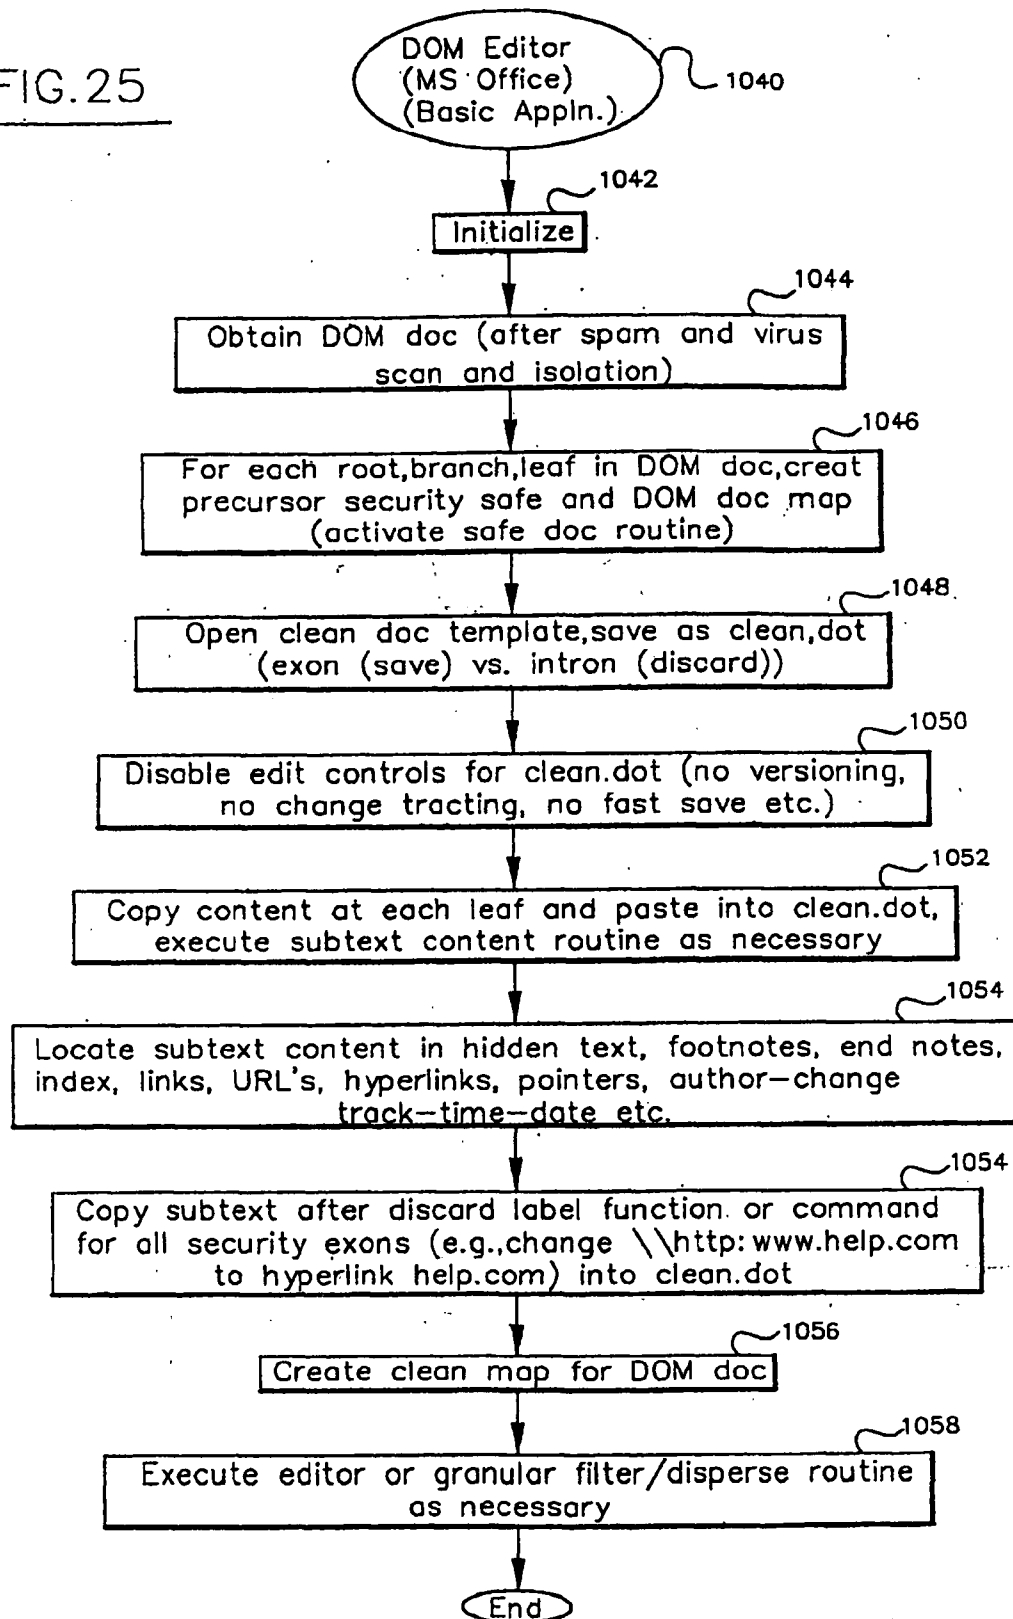 FIG.25
DOM Editor
(MS Office)
(Basic Appln.)
1040
1042
Initialize
1044
Obtain DOM doc (after spam and virus
scan and isolation)
1046
For each root,branch,leaf in DOM doc,creat
precursor security safe and DOM doc map
(activate safe doc routine)
1048
Open clean doc template,save as clean,dot
(exon (save) vs. intron (discard))
1050
Disable edit controls for clean.dot (no versioning,
no change tracting, no fast save etc.)
1052
Copy content at each leaf and paste into clean.dot,
execute subtext content routine as necessary
1054
Locate subtext content in hidden text, footnotes, end notes,
index, links, URL's, hyperlinks, pointers, author-change
track-time-date etc.
1054
Copy subtext after discard label function or command
for all security exons (e.g.,change \\http: www.help.com
to hyperlink help.com) into clean.dot
1056
Create clean map for DOM doc
1058
Execute editor or granular filter/disperse routine
as necessary
End